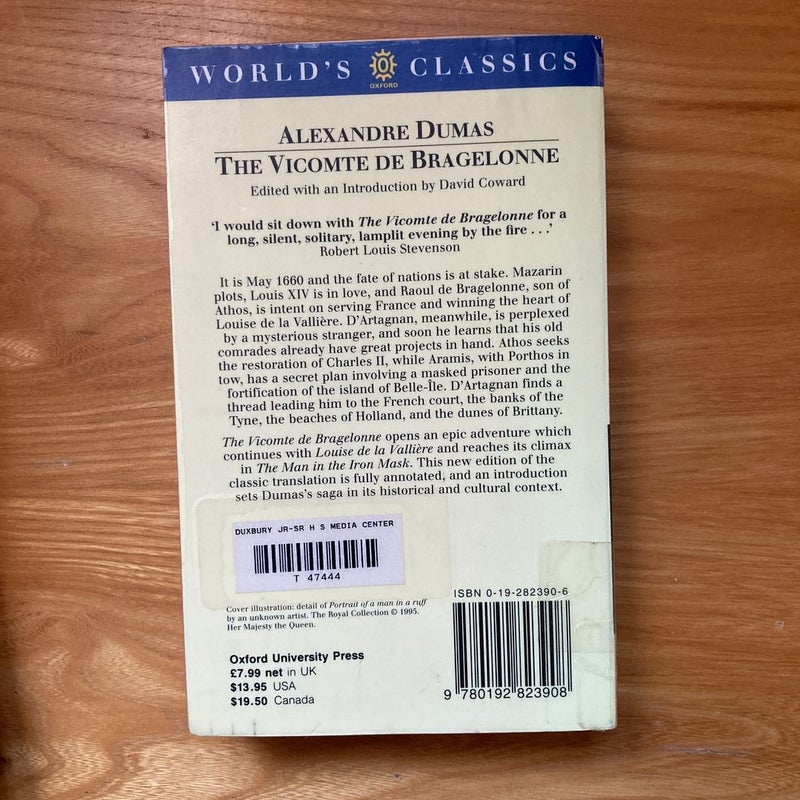 WORLD'S CLASSICS
OXFORD
ALEXANDRE DUMAS
THE VICOMTE DE BRAGELONNE
Edited with an Introduction by David Coward
‘I would sit down with The Vicomte de Bragelonne for a
long, silent, solitary, lamplit evening by the fire . . .’
Robert Louis Stevenson
It is May 1660 and the fate of nations is at stake. Mazarin
plots, Louis XIV is in love, and Raoul de Bragelonne, son of
Athos, is intent on serving France and winning the heart of
Louise de la Vallière. D'Artagnan, meanwhile, is perplexed
by a mysterious stranger, and soon he learns that his old
comrades already have great projects in hand. Athos seeks
the restoration of Charles II, while Aramis, with Porthos in
tow, has a secret plan involving a masked prisoner and the
fortification of the island of Belle-Île. D'Artagnan finds a
thread leading him to the French court, the banks of the
Tyne, the beaches of Holland, and the dunes of Brittany.
The Vicomte de Bragelonne opens an epic adventure which
continues with Louise de la Vallière and reaches its climax
in The Man in the Iron Mask. This new edition of the
classic translation is fully annotated, and an introduction
sets Dumas's saga in its historical and cultural context.
DUXBURY JR-SR H S MEDIA CENTER
T 47444
Cover illustration: detail of Portrait of a man in a ruff
by an unknown artist. The Royal Collection © 1995.
Her Majesty the Queen.
Oxford University Press
£7.99 net in UK
$13.95 USA
$19.50 Canada
ISBN 0-19-282390-6
9 780192 823908